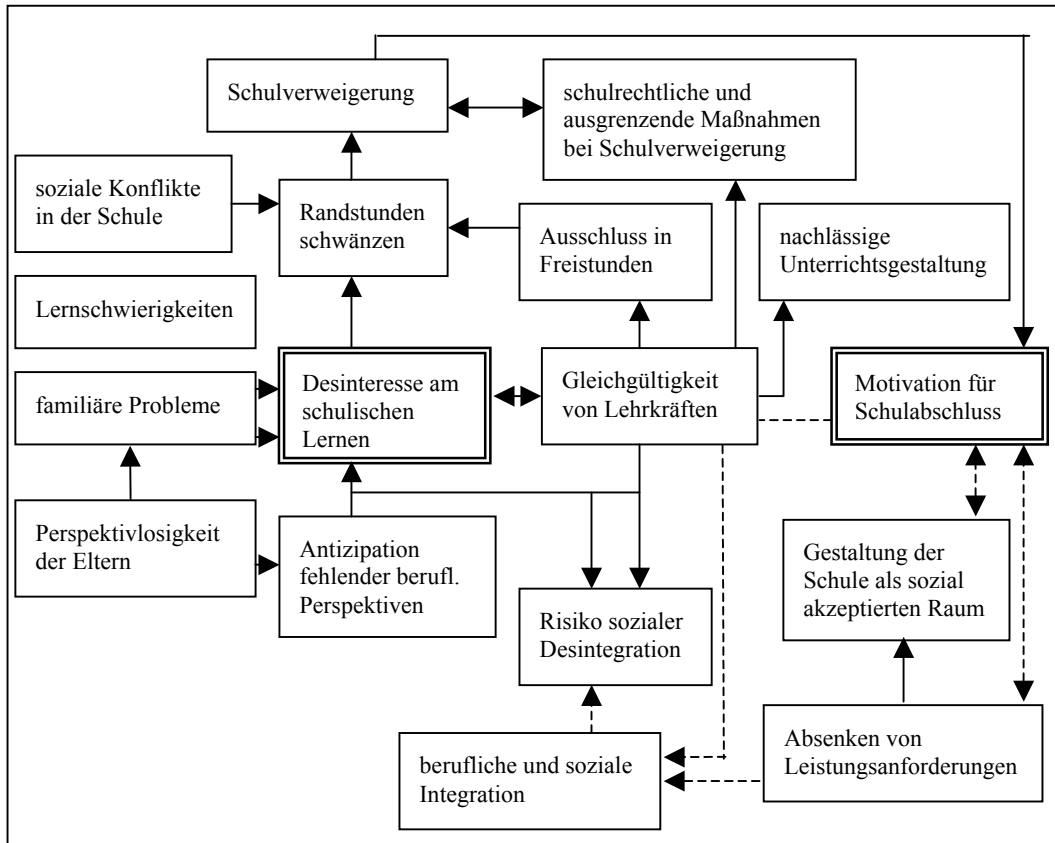 Schulverweigerung
schulrechtliche und
ausgrenzende Maßnahmen
bei Schulverweigerung
soziale Konflikte
in der Schule
Randstunden
schwänzen
Ausschluss in
Freistunden
nachlässige
Unterrichtsgestaltung
Lernschwierigkeiten
familiäre Probleme
Desinteresse am
schulischen
Lernen
Gleichgültigkeit
von Lehrkräften
Motivation für
Schulabschluss
Perspektivlosigkeit
der Eltern
Antizipation
fehlender berufl.
Perspektiven
Gestaltung der
Schule als sozial
akzeptierten Raum
Risiko sozialer
Desintegration
berufliche und soziale
Integration
Absenken von
Leistungsanforderungen